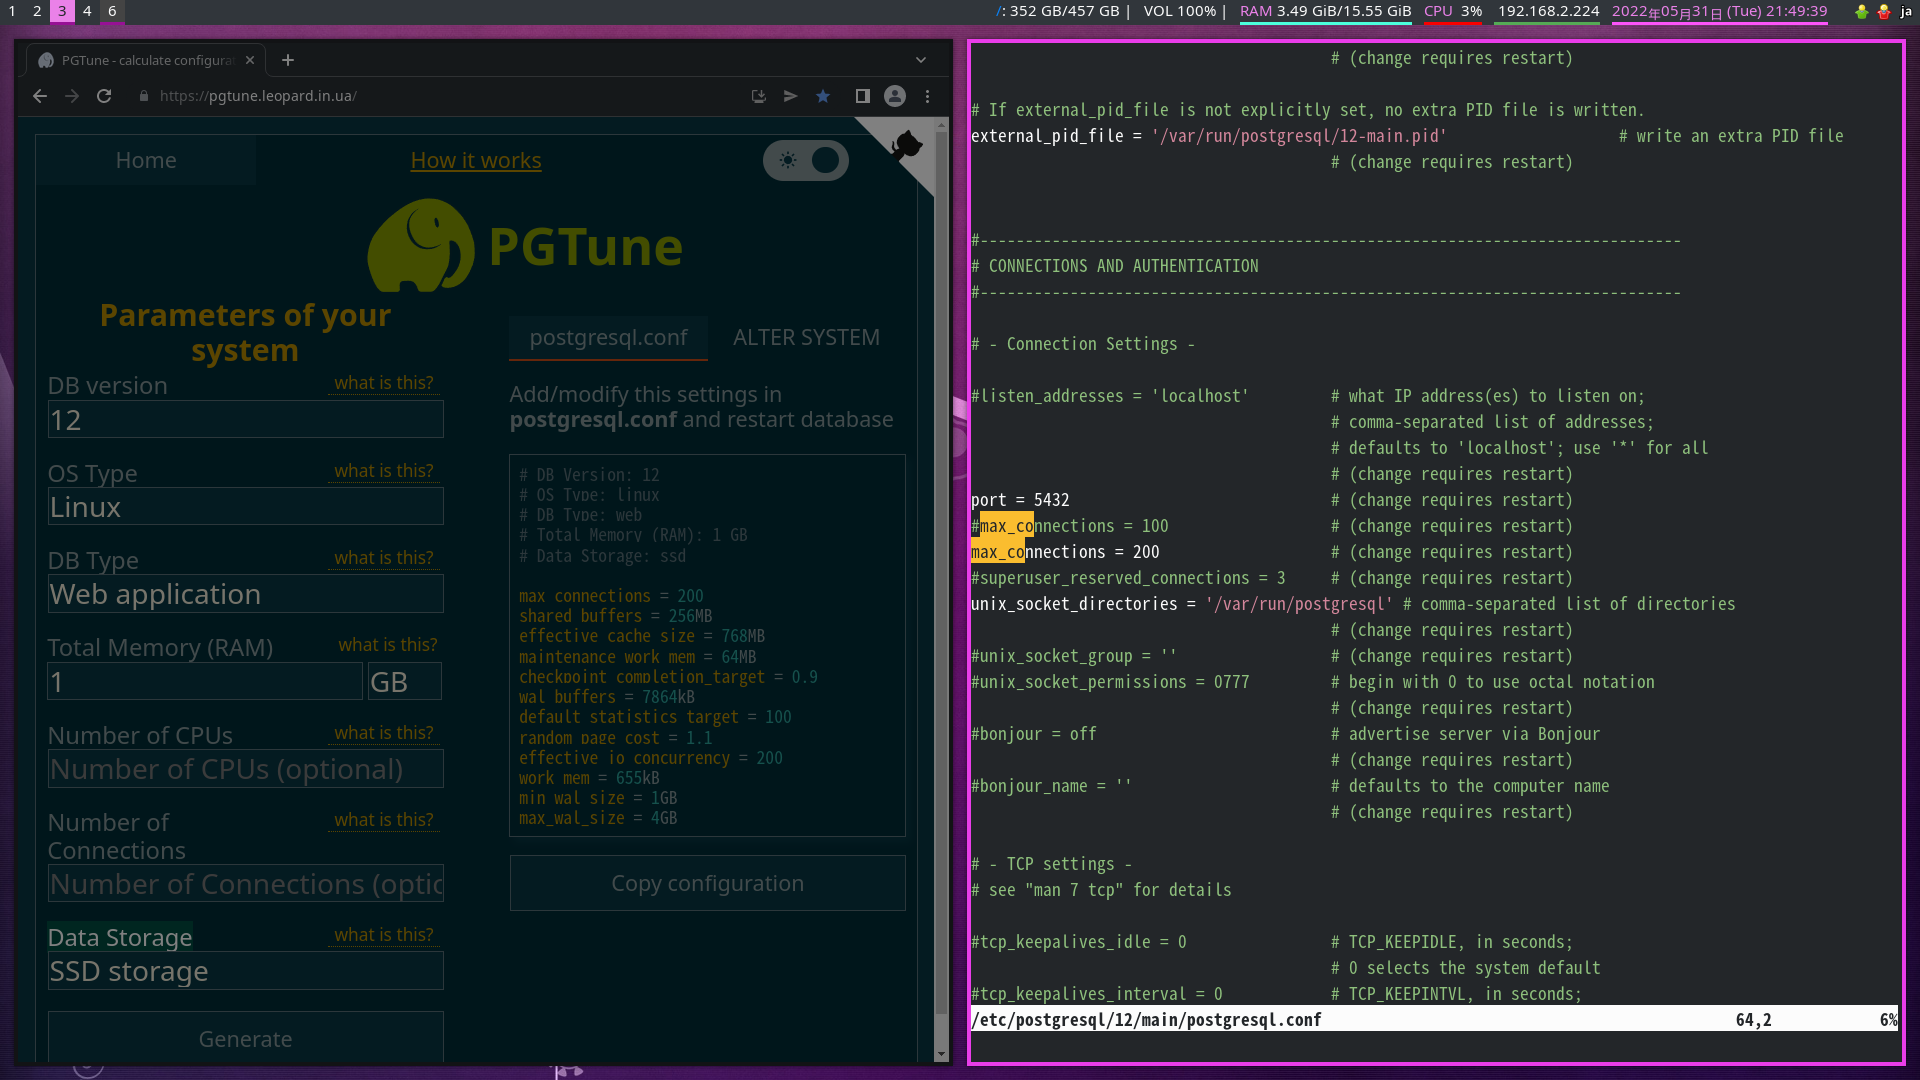 1 2 3 4 6
/: 352 GB/457 GB | VOL 100% | RAM 3.49 GiB/15.55 GiB CPU 3% 192.168.2.224 2022年05月31日 (Tue) 21:49:39 ja
PGTune - calculate configurat
https://pgtune.leopard.in.ua/
Home How it works
PGTune
Parameters of your
system
DB version what is this?
12
OS Type what is this?
Linux
DB Type what is this?
Web application
Total Memory (RAM) what is this?
1 GB
Number of CPUs what is this?
Number of CPUs (optional)
Number of what is this?
Connections
Number of Connections (optic
Data Storage what is this?
SSD storage
Generate
postgresql.conf ALTER SYSTEM
Add/modify this settings in
postgresql.conf and restart database
# DB Version: 12
# OS Type: linux
# DB Type: web
# Total Memory (RAM): 1 GB
# Data Storage: ssd
max_connections = 200
shared_buffers = 256MB
effective_cache_size = 768MB
maintenance_work_mem = 64MB
checkpoint_completion_target = 0.9
wal_buffers = 7864kB
default_statistics_target = 100
random_page_cost = 1.1
effective_io_concurrency = 200
work_mem = 655kB
min_wal_size = 1GB
max_wal_size = 4GB
Copy configuration
# (change requires restart)
# If external_pid_file is not explicitly set, no extra PID file is written.
external_pid_file = '/var/run/postgresql/12-main.pid' # write an extra PID file
# (change requires restart)
#------------------------------------------------------------------------------
# CONNECTIONS AND AUTHENTICATION
#------------------------------------------------------------------------------
# - Connection Settings -
#listen_addresses = 'localhost' # what IP address(es) to listen on;
# comma-separated list of addresses;
# defaults to 'localhost'; use '*' for all
# (change requires restart)
port = 5432 # (change requires restart)
#max_connections = 100 # (change requires restart)
max_connections = 200 # (change requires restart)
#superuser_reserved_connections = 3 # (change requires restart)
unix_socket_directories = '/var/run/postgresql' # comma-separated list of directories
# (change requires restart)
#unix_socket_group = '' # (change requires restart)
#unix_socket_permissions = 0777 # begin with 0 to use octal notation
# (change requires restart)
#bonjour = off # advertise server via Bonjour
# (change requires restart)
#bonjour_name = '' # defaults to the computer name
# (change requires restart)
# - TCP settings -
# see "man 7 tcp" for details
#tcp_keepalives_idle = 0 # TCP_KEEPIDLE, in seconds;
# 0 selects the system default
#tcp_keepalives_interval = 0 # TCP_KEEPINTVL, in seconds;
/etc/postgresql/12/main/postgresql.conf 64,2 6%